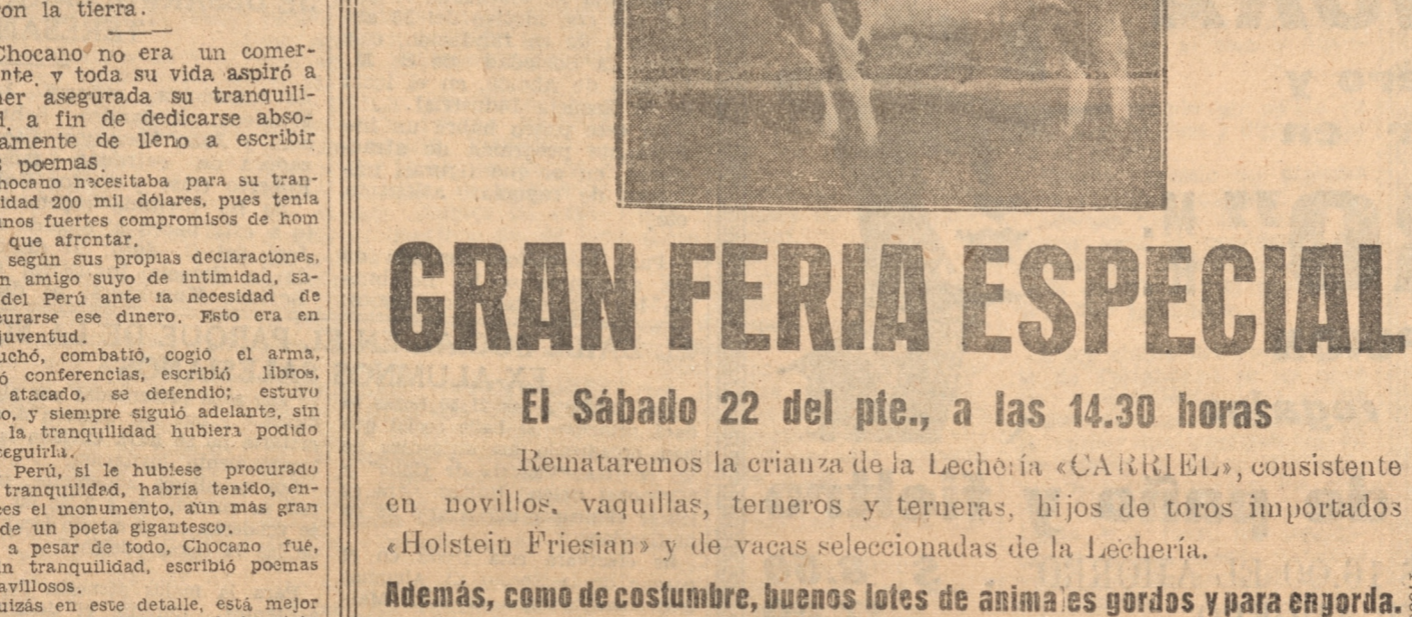 on la tierra.
Chocano no era un comer-
nte, y toda su vida aspiró a
ner asegurada su tranquili-
d, a fin de dedicarse abso-
amente de lleno a escribir
s poemas.
hocano necesitaba para su tran-
idad 200 mil dólares, pues tenia
nos fuertes compromisos de hom
que afrontar.
según sus propias declaraciones,
n amigo suyo de intimidad, sa-
del Perú ante la necesidad de
curarse ese dinero. Esto era en
juventud.
uchó, combatió, cogió el arma,
ó conferencias, escribió libros,
atacado, se defendió; estuvo
o, y siempre siguió adelante, sin
la tranquilidad hubiera podido
eguirla.
Perú, si le hubiese procurado
tranquilidad, habria tenido, en-
es el monumento, aún más gran
de un poeta gigantesco.
a pesar de todo, Chocano fué,
n tranquilidad, escribió poemas
avillosos.
uizás en este detalle, está mejor
GRAN FERIA ESPECIAL
El Sábado 22 del pte., a las 14.30 horas
Remataremos la crianza de la Lechería «CARRIEL», consistente
en novillos, vaquillas, terneros y terneras, hijos de toros importados
«Holstein Friesian» y de vacas seleccionadas de la Lechería.
Además, como de costumbre, buenos lotes de animales gordos y para engorda.